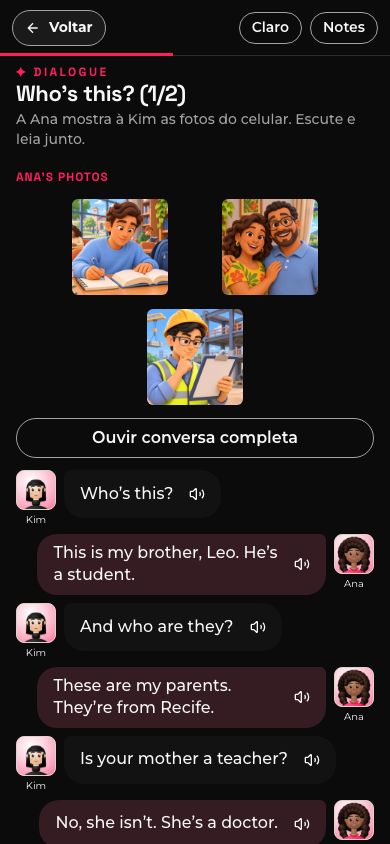 Voltar
Claro
Notes
DIALOGUE
Who's this? (1/2)
A Ana mostra à Kim as fotos do celular. Escute e
leia junto.
ANA'S PHOTOS
Ouvir conversa completa
Who's this?
Kim
This is my brother, Leo. He's
a student.
Ana
And who are they?
Kim
These are my parents.
They're from Recife.
Ana
Is your mother a teacher?
Kim
No, she isn't. She's a doctor.